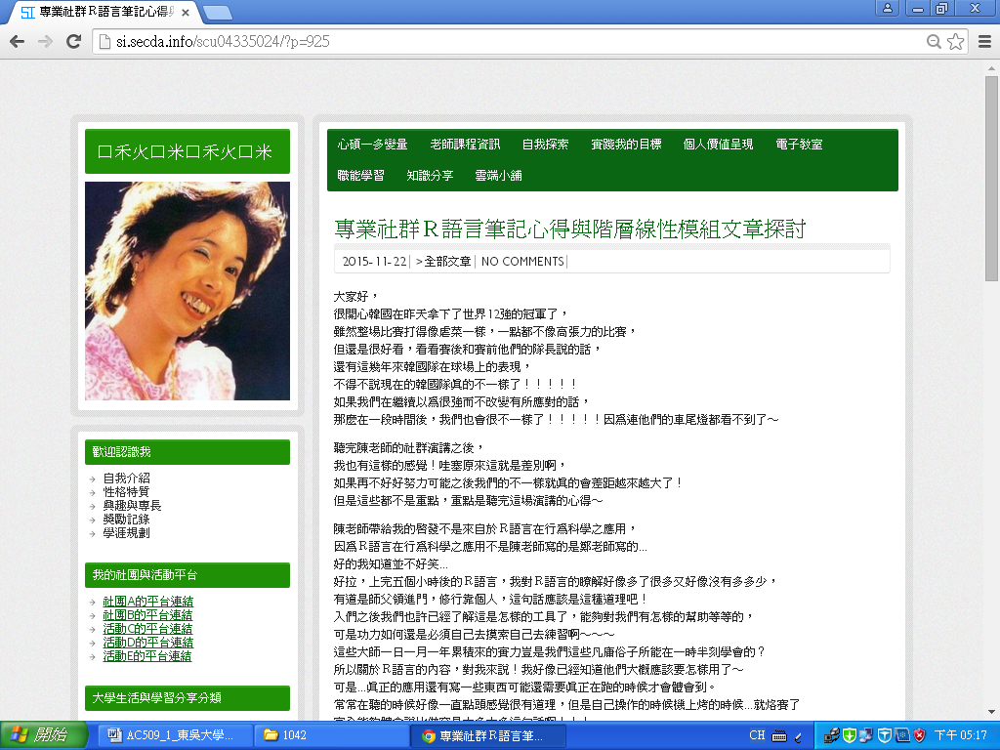 專業社群Ｒ語言筆記心得與
si.secda.info/scu04335024/?p=925
口禾火口米口禾火口米
歡迎認識我
自我介紹
性格特質
興趣與專長
獎勵記錄
學涯規劃
我的社團與活動平台
社團A的平台連結
社團B的平台連結
活動C的平台連結
活動D的平台連結
活動E的平台連結
大學生活與學習分享分類
心碩一多變量 老師課程資訊 自我探索 實踐我的目標 個人價值呈現 電子教室
職能學習 知識分享 雲端小舖
專業社群Ｒ語言筆記心得與階層線性模組文章探討
2015-11-22 | >全部文章 | NO COMMENTS |
大家好，
很開心韓國在昨天拿下了世界12強的冠軍了，
雖然整場比賽打得像虐菜一樣，一點都不像高張力的比賽，
但還是很好看，看看賽後和賽前他們的隊長說的話，
還有這幾年來韓國隊在球場上的表現，
不得不說現在的韓國隊真的不一樣了！！！！！
如果我們在繼續以為很強而不改變有所應對的話，
那麼在一段時間後，我們也會很不一樣了！！！！！因為連他們的車尾燈都看不到了～
聽完陳老師的社群演講之後，
我也有這樣的感覺！哇塞原來這就是差別啊，
如果再不好好努力可能之後我們的不一樣就真的會差距越來越大了！
但是這些都不是重點，重點是聽完這場演講的心得～
陳老師帶給我的啓發不是來自於Ｒ語言在行為科學之應用，
因為Ｒ語言在行為科學之應用不是陳老師寫的是鄭老師寫的...
好的我知道並不好笑...
好拉，上完五個小時後的Ｒ語言，我對Ｒ語言的瞭解好像多了很多又好像沒有多多少，
有道是師父領進門，修行靠個人，這句話應該是這種道理吧！
入們之後我們也許已經了解這是怎樣的工具了，能夠對我們有怎樣的幫助等等的，
可是功力如何還是必須自己去摸索自己去練習啊～～～
這些大師一日一月一年累積來的實力豈是我們這些凡庸俗子所能在一時半刻學會的？
所以關於Ｒ語言的內容，對我來說！我好像已經知道他們大概應該要怎樣用了～
可是...真正的應用還有寫一些東西可能還需要真正在跑的時候才會體會到。
常常在聽的時候好像一直點頭感覺很有道理，但是自己操作的時候機上烤的時候...就烙賽了
開始
AC509_1_東吳大學...
1042
專業社群Ｒ語言筆...
CH
下午 05:17